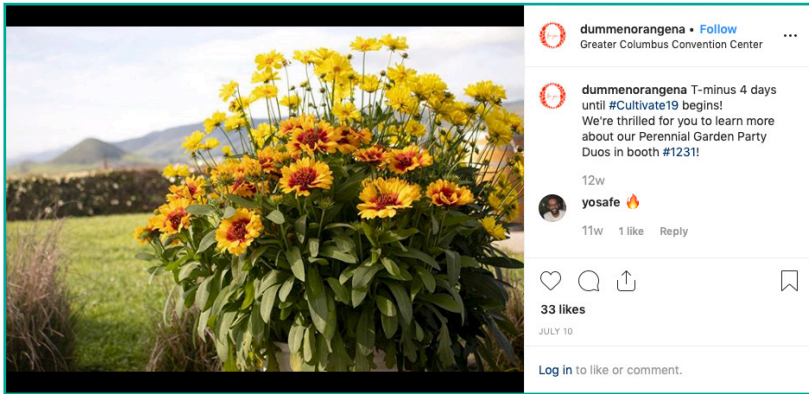 dummenorangena • Follow
Greater Columbus Convention Center
dummenorangena T-minus 4 days
until #Cultivate19 begins!
We're thrilled for you to learn more
about our Perennial Garden Party
Duos in booth #1231!
12w
yosafe 🔥
11w 1 like Reply
33 likes
JULY 10
Log in to like or comment.